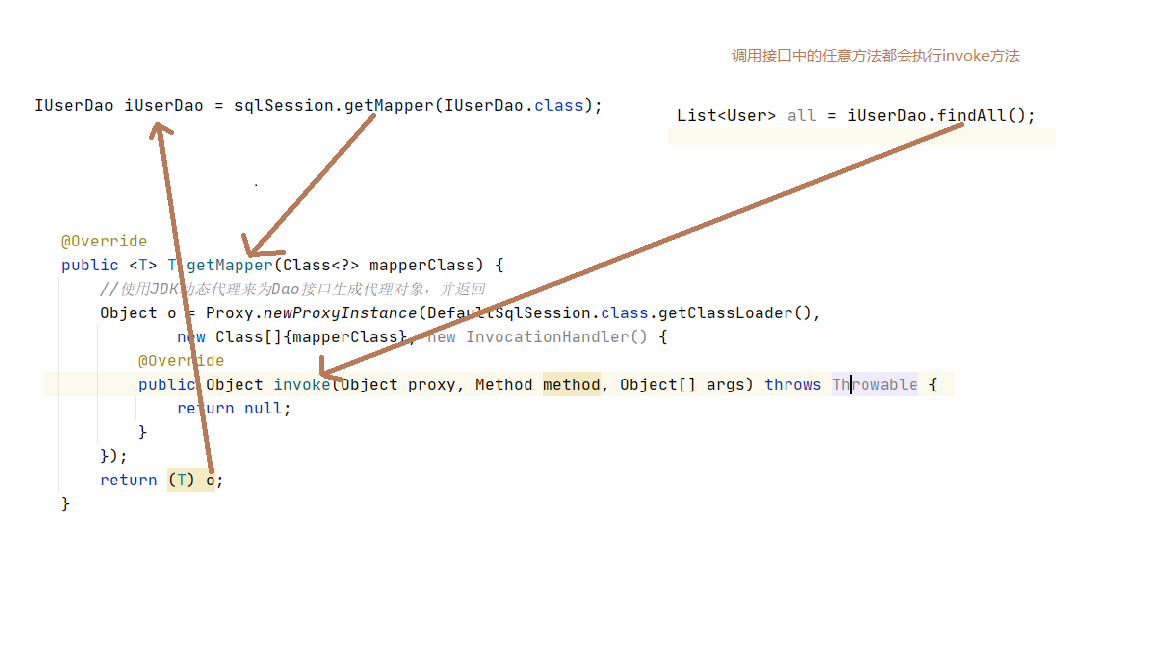 调用接口中的任意方法都会执行invoke方法
IUserDao iUserDao = sqlSession.getMapper(IUserDao.class);
List<User> all = iUserDao.findAll();
@Override
public <T> T getMapper(Class<?> mapperClass) {
//使用JDK动态代理来为Dao接口生成代理对象，并返回
Object o = Proxy.newProxyInstance(DefaultSqlSession.class.getClassLoader(),
new Class[]{mapperClass}, new InvocationHandler() {
@Override
public Object invoke(Object proxy, Method method, Object[] args) throws Throwable {
return null;
}
});
return (T) o;
}